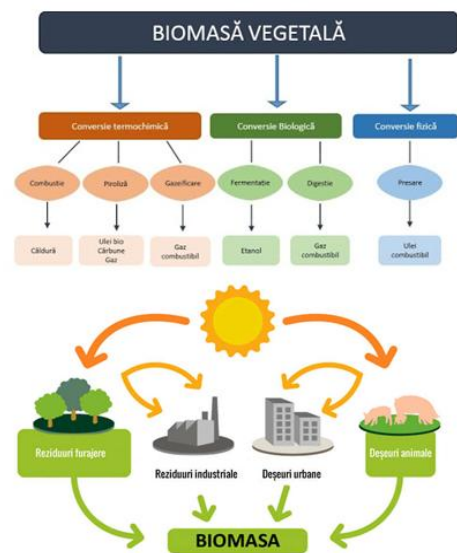 BIOMASĂ VEGETALĂ
Conversie termochimică
Conversie Biologică
Conversie fizică
Combustie
Piroliză
Gazeificare
Fermentație
Digestie
Presare
Căldură
Ulei bio
Cărbune
Gaz
Gaz
combustibil
Etanol
Gaz
combustibil
Ulei
combustibil
Reziduuri furajere
Reziduuri industriale
Deșeuri urbane
Deșeuri animale
BIOMASA